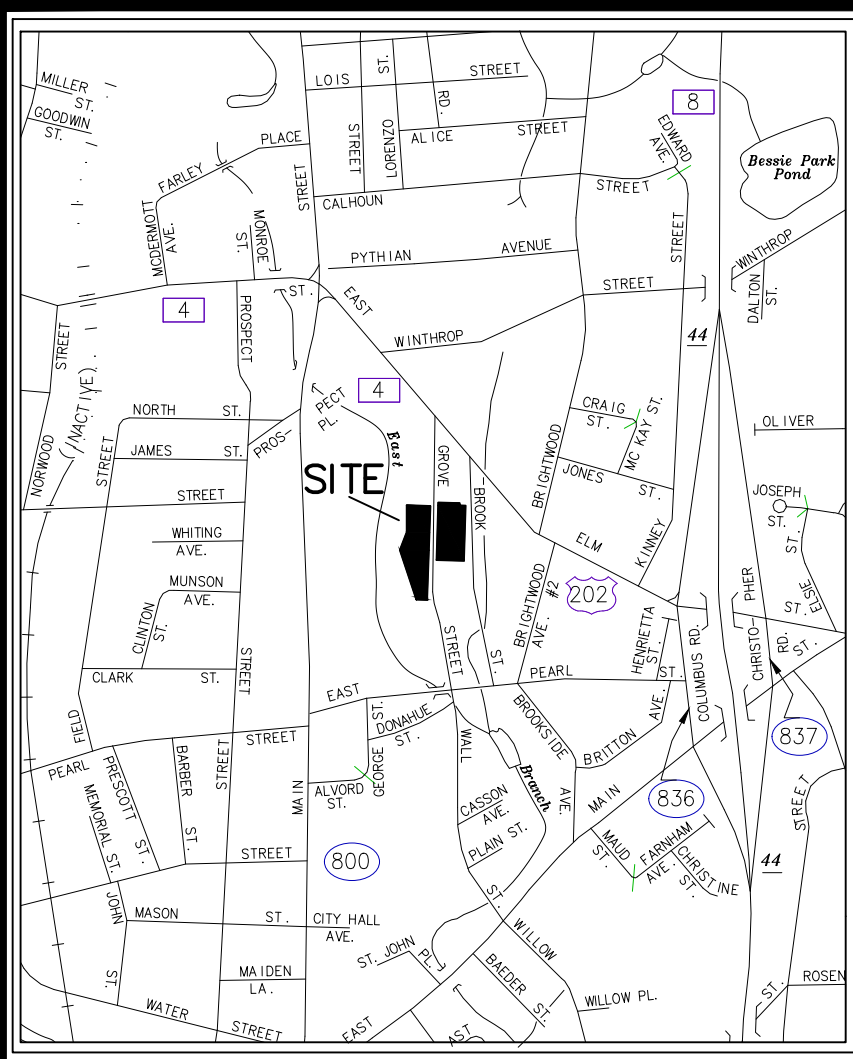 MILLER
ST.
GOODWIN
ST.
LOIS
STREET
ST.
LORENZO
RD.
STREET
ALICE
STREET
PLACE
FARLEY
MCDERMOTT
AVE.
MONROE
ST.
STREET
CALHOUN
STREET
EDWARD
AVE.
8
Bessie Park
Pond
PYTHIAN
AVENUE
STREET
WINTHROP
DALTON
ST.
STREET
ST.
EAST
WINTHROP
4
PROSPECT
STREET
44
(INACTIVE)
NORWOOD
4
PECT
PL.
PROS-
NORTH
ST.
JAMES
ST.
STREET
STREET
East
GROVE
BROOK
BRIGHTWOOD
CRAIG
ST.
MC KAY ST.
JONES
ST.
OLIVER
JOSEPH
ST.
SITE
WHITING
AVE.
MUNSON
AVE.
CLINTON
ST.
CLARK
ST.
STREET
ELM
KINNEY
202
BRIGHTWOOD
AVE. #2
HENRIETTA
ST.
ST.
ELSIE
ST.
CHRISTO-
PHER
RD.
ST.
COLUMBUS RD.
STREET
ST.
EAST
PEARL
ST.
FIELD
PEARL
STREET
STREET
MAIN
GEORGE ST.
DONAHUE
ST.
WALL
BROOKSIDE
AVE.
BRITTON
AVE.
837
PRESCOTT
ST.
MEMORIAL ST.
BARBER
ST.
ALVORD
ST.
Branch
CASSON
AVE.
PLAIN ST.
ST.
MAIN
836
STREET
MAUD
ST.
FARNHAM
AVE.
CHRISTINE
ST.
44
STREET
800
JOHN
ST.
MASON
ST.
CITY HALL
AVE.
ST. JOHN
PL.
WILLOW
BAEDER
ST.
WILLOW PL.
MAIDEN
LA.
WATER
STREET
EAST
AST
ST.
ROSEN